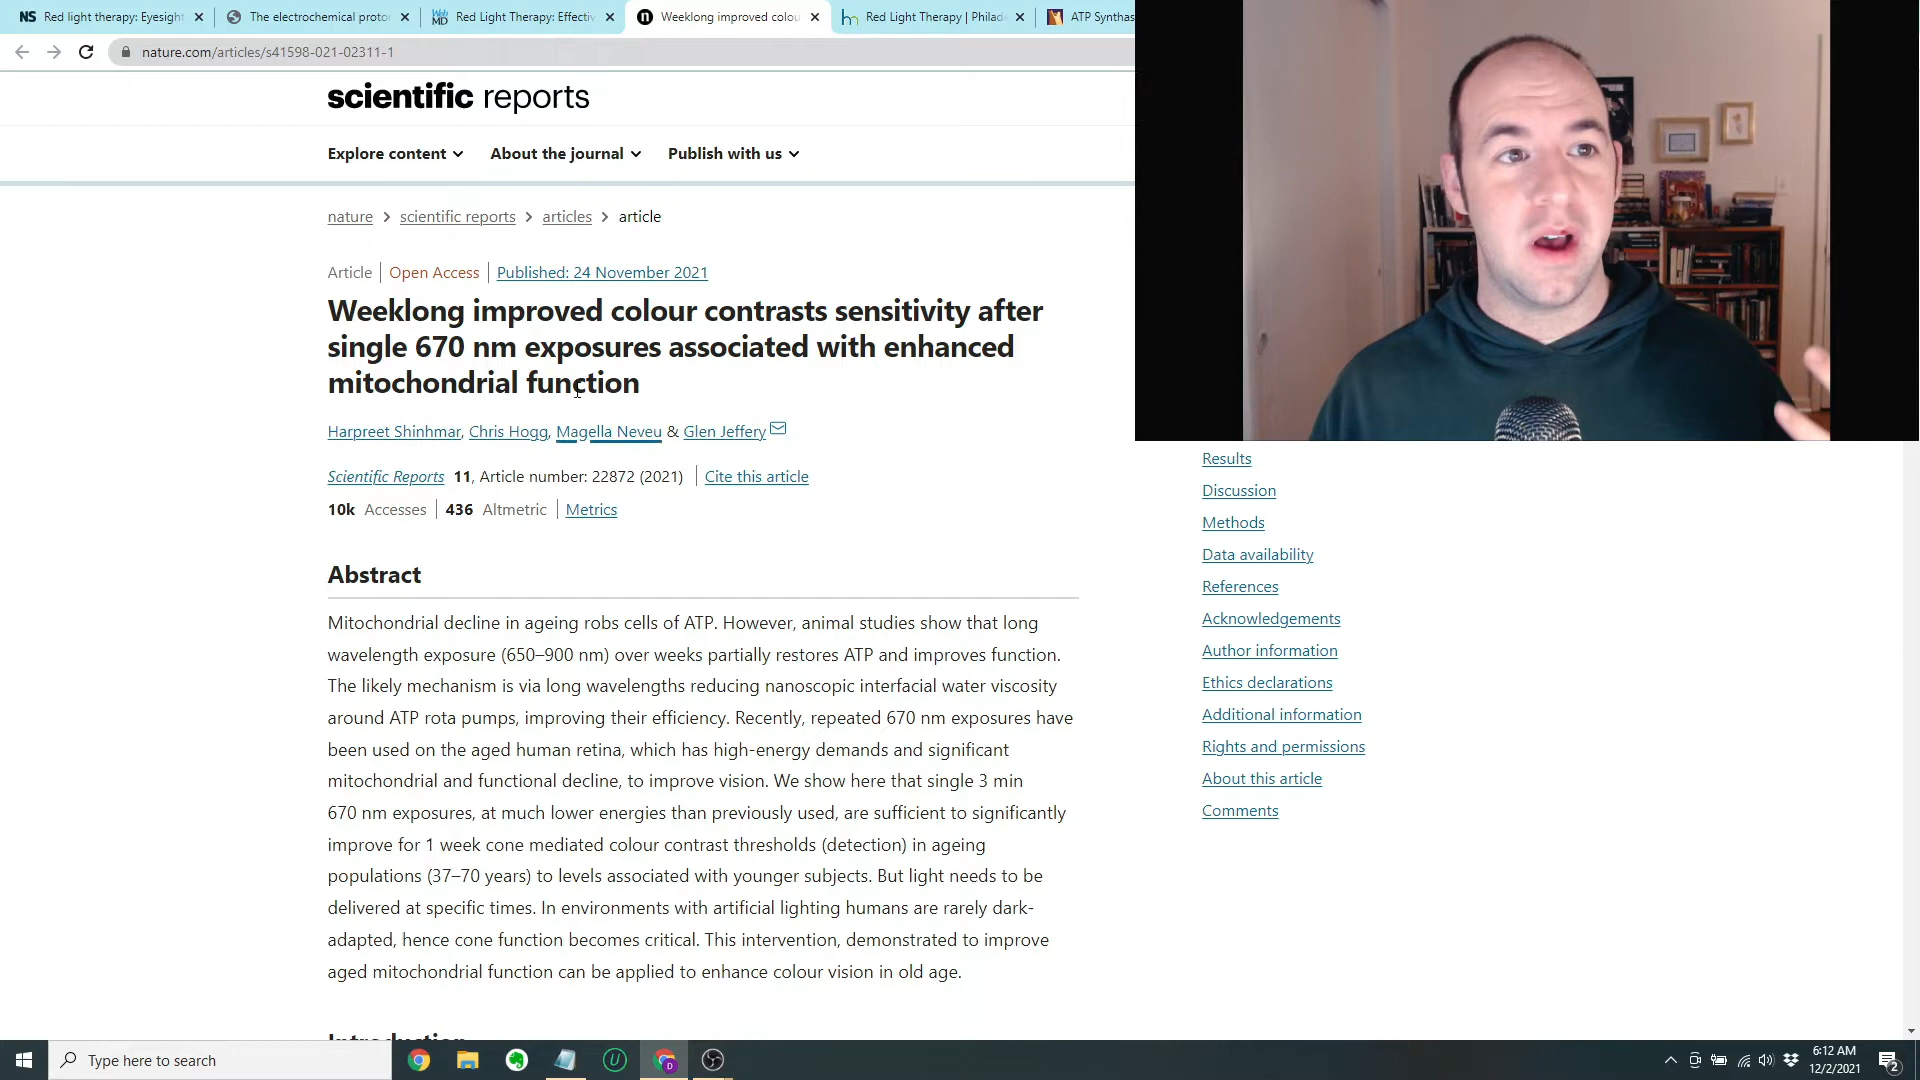 Red light therapy: Eyesight
The electrochemical proto
Red Light Therapy: Effectiv
Weeklong improved colou
Red Light Therapy | Philad
ATP Synthas
nature.com/articles/s41598-021-02311-1
scientific reports
Explore content
About the journal
Publish with us
nature > scientific reports > articles > article
Article | Open Access | Published: 24 November 2021
Weeklong improved colour contrasts sensitivity after
single 670 nm exposures associated with enhanced
mitochondrial function
Harpreet Shinhmar, Chris Hogg, Magella Neveu & Glen Jeffery
Scientific Reports 11, Article number: 22872 (2021) | Cite this article
10k Accesses | 436 Altmetric | Metrics
Abstract
Mitochondrial decline in ageing robs cells of ATP. However, animal studies show that long
wavelength exposure (650–900 nm) over weeks partially restores ATP and improves function.
The likely mechanism is via long wavelengths reducing nanoscopic interfacial water viscosity
around ATP rota pumps, improving their efficiency. Recently, repeated 670 nm exposures have
been used on the aged human retina, which has high-energy demands and significant
mitochondrial and functional decline, to improve vision. We show here that single 3 min
670 nm exposures, at much lower energies than previously used, are sufficient to significantly
improve for 1 week cone mediated colour contrast thresholds (detection) in ageing
populations (37–70 years) to levels associated with younger subjects. But light needs to be
delivered at specific times. In environments with artificial lighting humans are rarely dark-
adapted, hence cone function becomes critical. This intervention, demonstrated to improve
aged mitochondrial function can be applied to enhance colour vision in old age.
Introduction
Results
Discussion
Methods
Data availability
References
Acknowledgements
Author information
Ethics declarations
Additional information
Rights and permissions
About this article
Comments
Type here to search
6:12 AM
12/2/2021
2